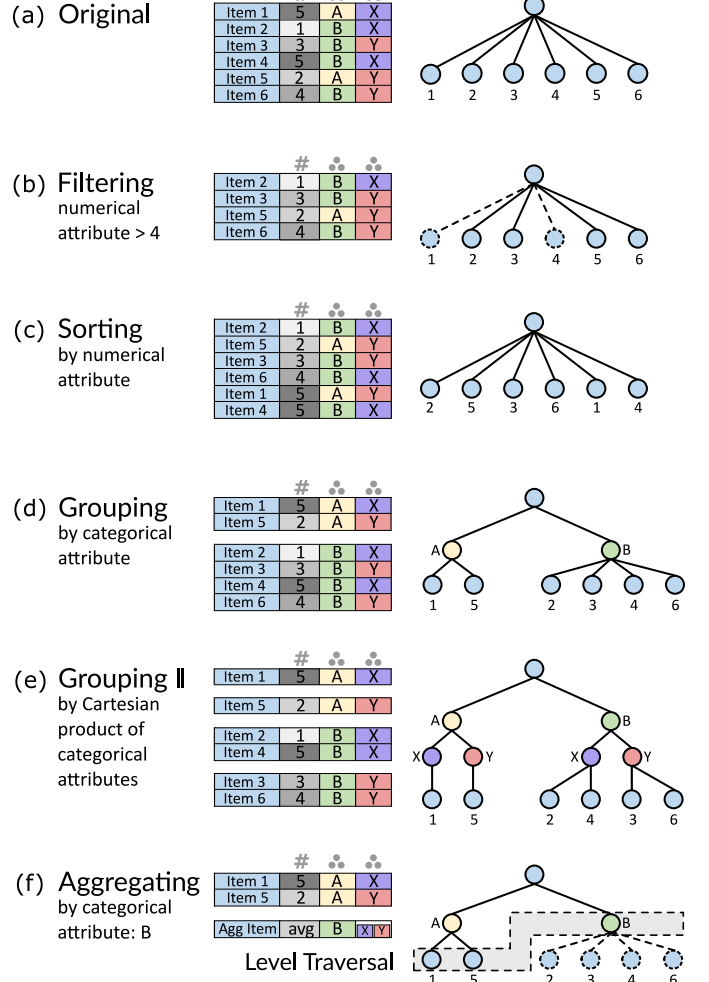 (a) Original
Item 1 5 A X
Item 2 1 B X
Item 3 3 B Y
Item 4 5 B X
Item 5 2 A Y
Item 6 4 B Y
1 2 3 4 5 6
(b) Filtering
numerical
attribute > 4
#
Item 2 1 B X
Item 3 3 B Y
Item 5 2 A Y
Item 6 4 B Y
1 2 3 4 5 6
(c) Sorting
by numerical
attribute
#
Item 2 1 B X
Item 5 2 A Y
Item 3 3 B Y
Item 6 4 B X
Item 1 5 A Y
Item 4 5 B X
2 5 3 6 1 4
(d) Grouping
by categorical
attribute
#
Item 1 5 A X
Item 5 2 A Y
Item 2 1 B X
Item 3 3 B Y
Item 4 5 B X
Item 6 4 B Y
A B
1 5 2 3 4 6
(e) Grouping II
by Cartesian
product of
categorical
attributes
#
Item 1 5 A X
Item 5 2 A Y
Item 2 1 B X
Item 4 5 B X
Item 3 3 B Y
Item 6 4 B Y
A B
X Y X Y
1 5 2 4 3 6
(f) Aggregating
by categorical
attribute: B
#
Item 1 5 A X
Item 5 2 A Y
Agg Item avg B X Y
Level Traversal
A B
1 5 2 3 4 6